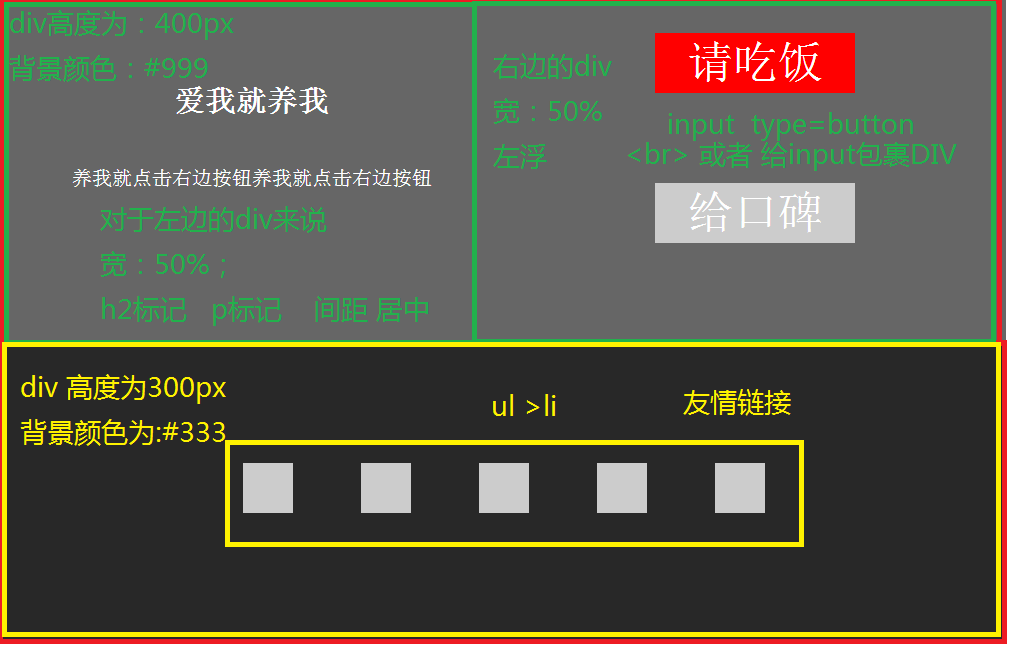 div高度为：400px
背景颜色：#999
爱我就养我
养我就点击右边按钮养我就点击右边按钮
对于左边的div来说
宽：50%；
h2标记 p标记 间距 居中
右边的div
宽：50%
左浮
请吃饭
input type=button
<br> 或者 给input包裹DIV
给口碑
div 高度为300px
背景颜色为:#333
ul >li
友情链接